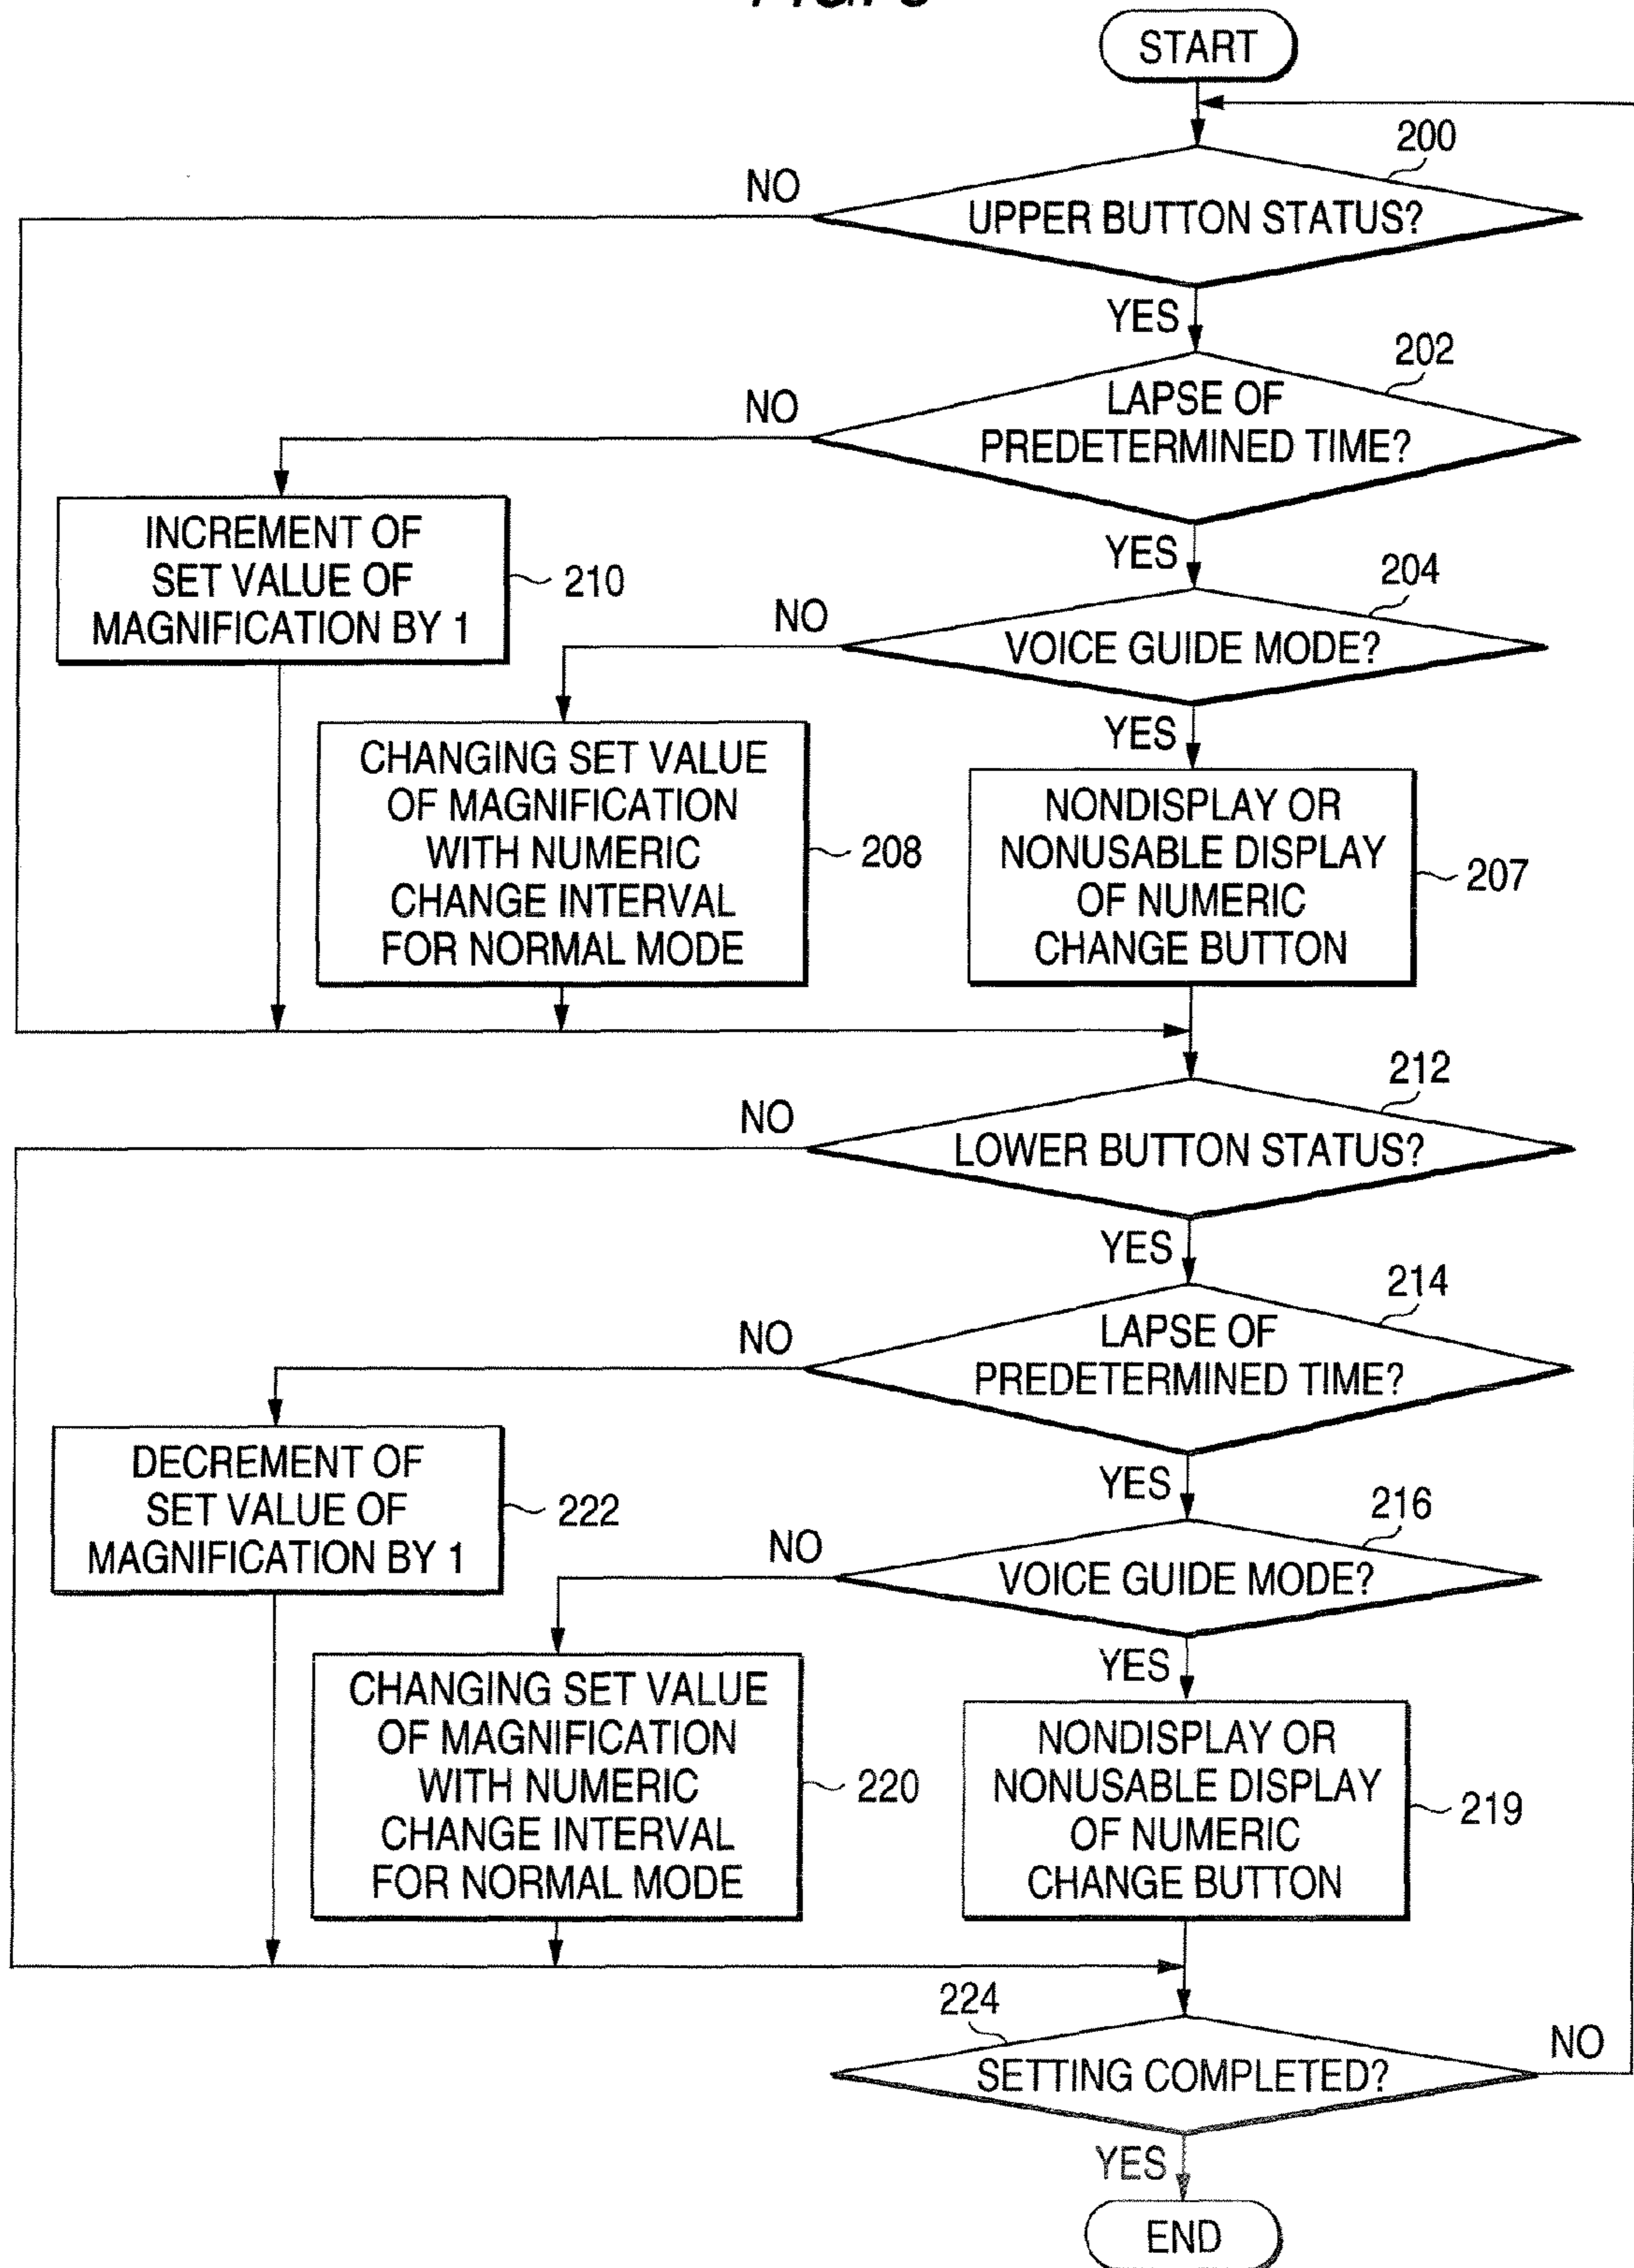 START
200
NO
UPPER BUTTON STATUS?
YES
202
NO
LAPSE OF
PREDETERMINED TIME?
YES
INCREMENT OF
SET VALUE OF
MAGNIFICATION BY 1
210
204
NO
VOICE GUIDE MODE?
YES
CHANGING SET VALUE
OF MAGNIFICATION
WITH NUMERIC
CHANGE INTERVAL
FOR NORMAL MODE
208
NONDISPLAY OR
NONUSABLE DISPLAY
OF NUMERIC
CHANGE BUTTON
207
212
NO
LOWER BUTTON STATUS?
YES
214
NO
LAPSE OF
PREDETERMINED TIME?
YES
DECREMENT OF
SET VALUE OF
MAGNIFICATION BY 1
222
216
NO
VOICE GUIDE MODE?
YES
CHANGING SET VALUE
OF MAGNIFICATION
WITH NUMERIC
CHANGE INTERVAL
FOR NORMAL MODE
220
NONDISPLAY OR
NONUSABLE DISPLAY
OF NUMERIC
CHANGE BUTTON
219
224
SETTING COMPLETED?
NO
YES
END